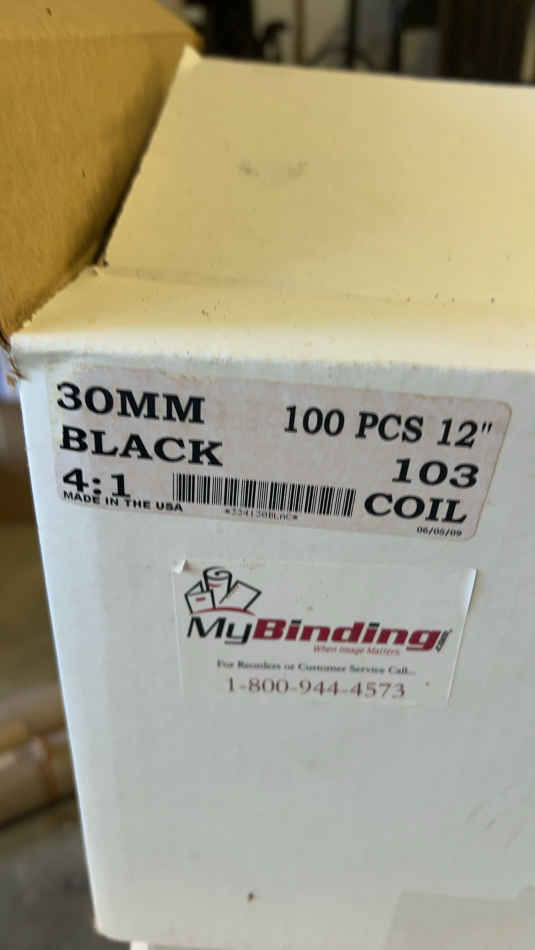 30MM
100 PCS 12"
BLACK
103
4:1
COIL
MADE IN THE USA
06/05/09
MyBinding.com
When Image Matters.
For Reorders or Customer Service Call...
1-800-944-4573